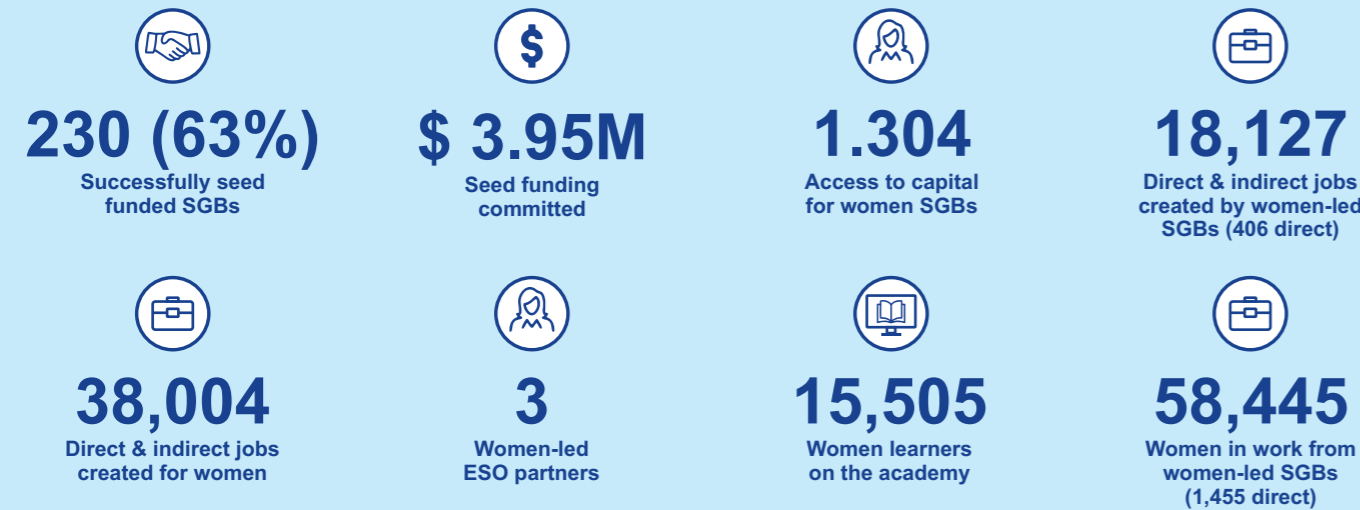 230 (63%)
Successfully seed
funded SGBs
$ 3.95M
Seed funding
committed
1.304
Access to capital
for women SGBs
18,127
Direct & indirect jobs
created by women-led
SGBs (406 direct)
38,004
Direct & indirect jobs
created for women
3
Women-led
ESO partners
15,505
Women learners
on the academy
58,445
Women in work from
women-led SGBs
(1,455 direct)